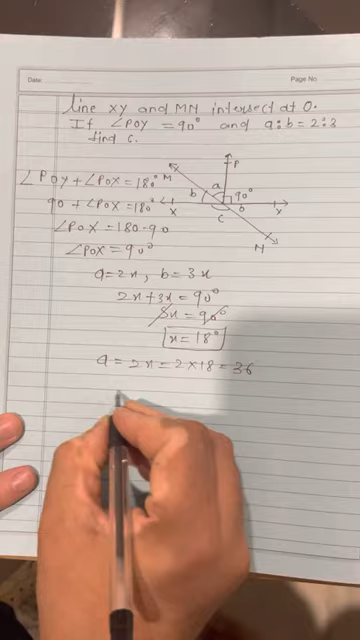 Date:
Page No:
Line XY and MN intersect at O.
If ∠POY = 90° and a:b = 2:3
find c.
∠POY + ∠POX = 180°
90 + ∠POX = 180°
∠POX = 180-90
∠POX = 90°
a = 2x, b = 3x
2x + 3x = 90°
5x = 90°
x = 18°
a = 2x = 2×18 = 36
M
P
a
b
90°
X
O
Y
c
N